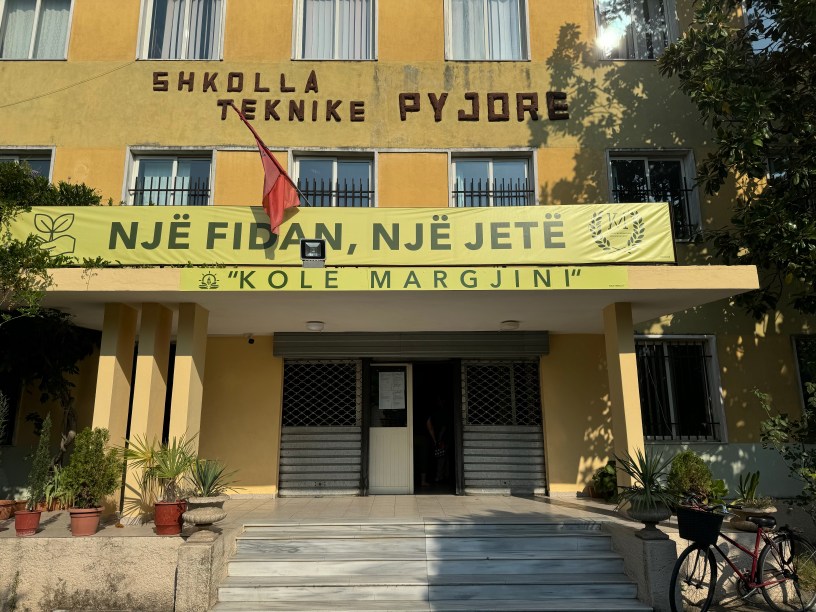 SHKOLLA
TEKNIKE PYJORE
NJË FIDAN, NJË JETË
"KOLE MARGJINI"